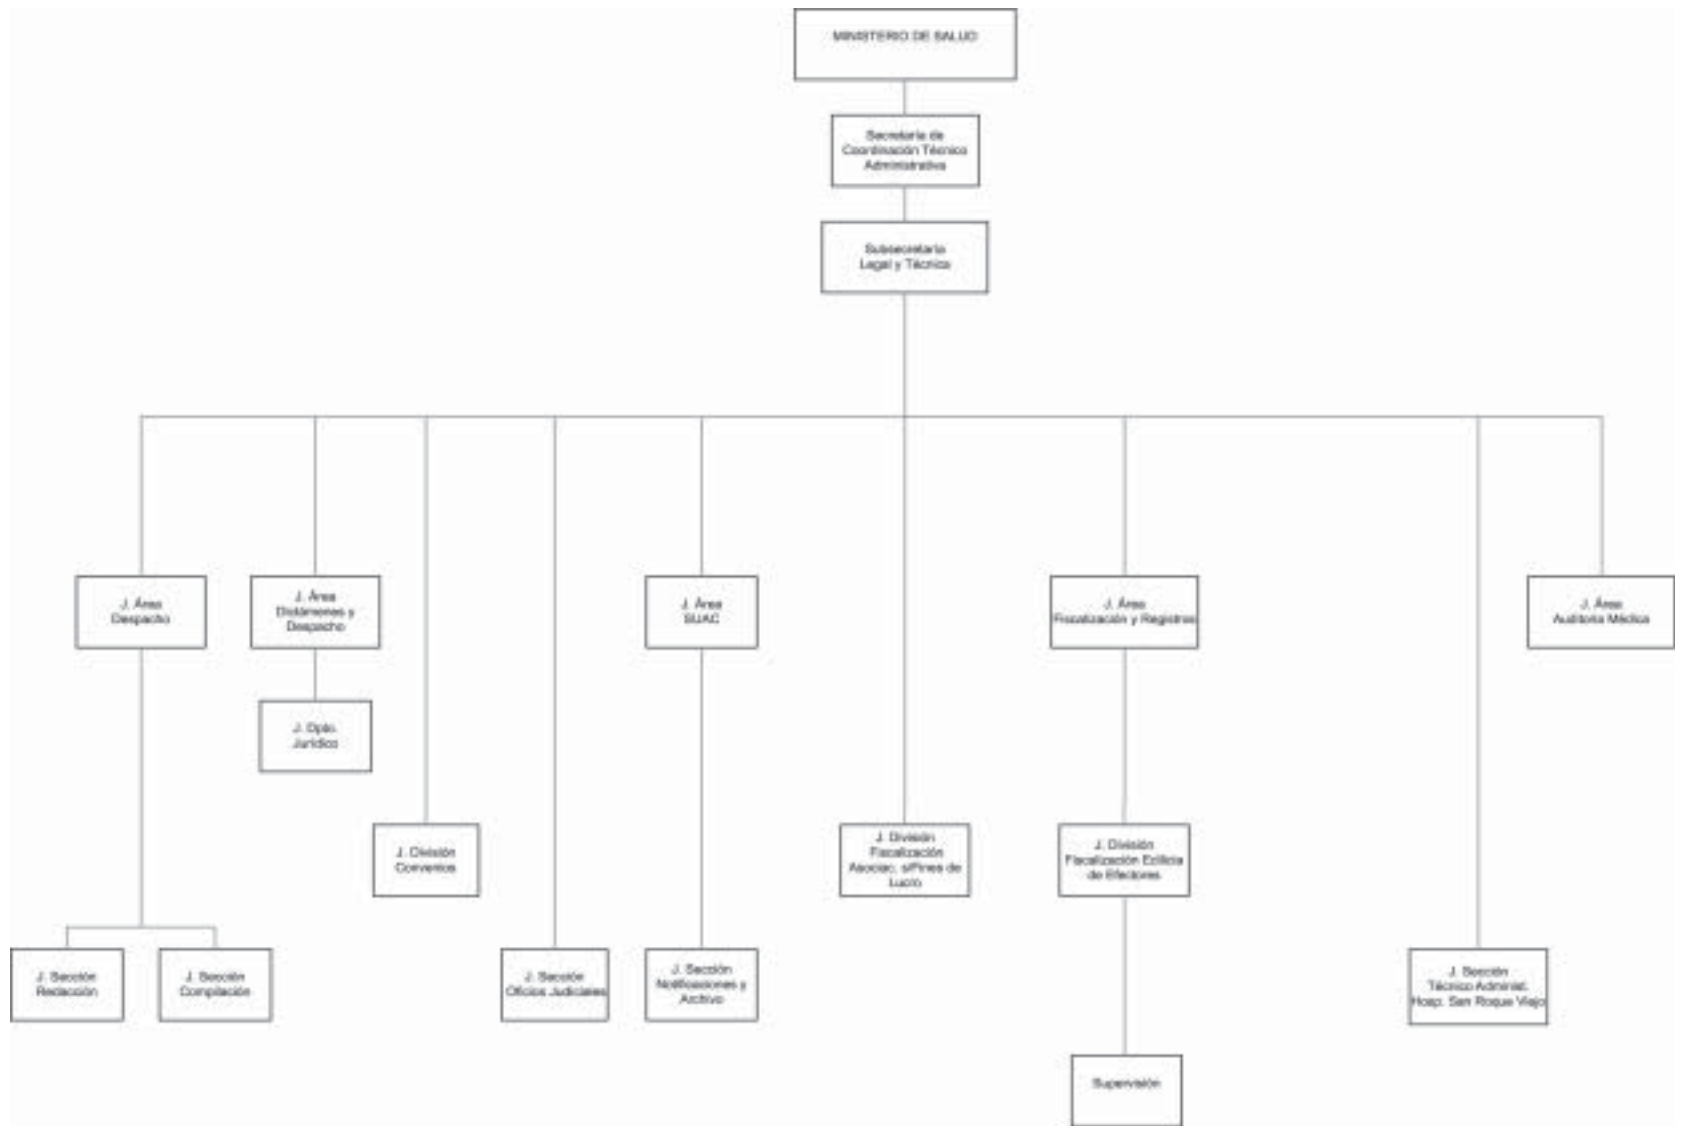 MINISTERIO DE SALUD
Secretaría de
Coordinación Técnico
Administrativa
Subsecretaría
Legal y Técnica
J. Área
Despacho
J. Área
Dictámenes y
Despacho
J. Área
SUAC
J. Área
Fiscalización y Registros
J. Área
Auditoría Médica
J. Dpto.
Jurídico
J. División
Convenios
J. División
Fiscalización
Asociac. s/Fines de
Lucro
J. División
Fiscalización Edilicia
de Efectores
J. Sección
Redacción
J. Sección
Compilación
J. Sección
Oficios Judiciales
J. Sección
Notificaciones y
Archivo
J. Sección
Técnico Administ.
Hosp. San Roque Viejo
Supervisión